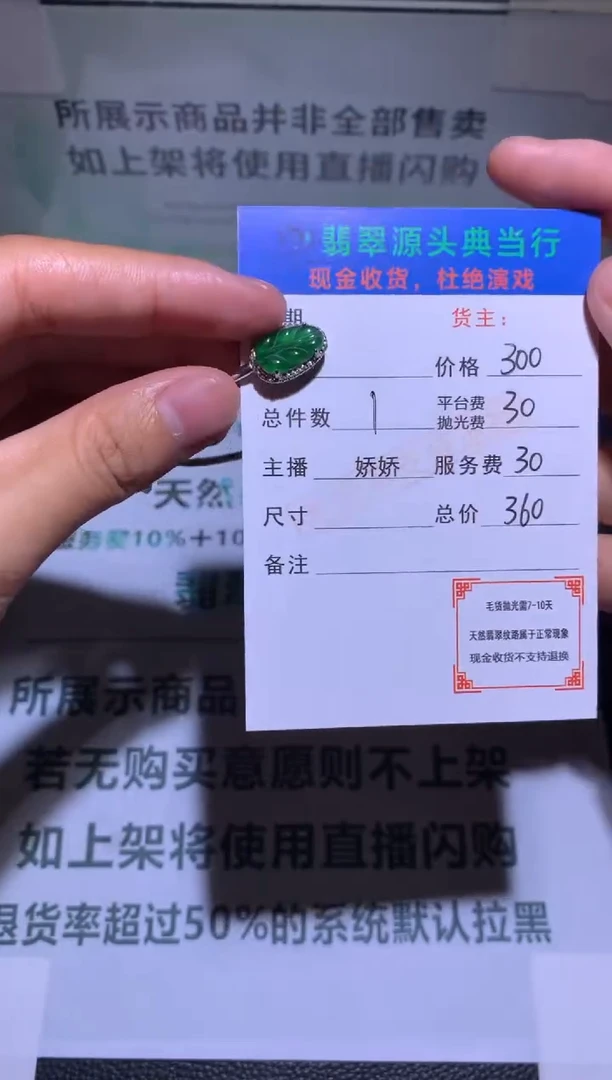 所展示商品并非全部售卖
如上架将使用直播闪购
翡翠源头典当行
现金收货，杜绝演戏
期
货主：
价格 300
总件数 1
平台费
抛光费 30
主播 娇娇 服务费 30
尺寸 总价 360
备注
毛货抛光需7-10天
天然翡翠纹路属于正常现象
现金收货不支持退换
天然
服务费10%+10
所展示商品
若无购买意愿则不上架
如上架将使用直播闪购
退货率超过50%的系统默认拉黑